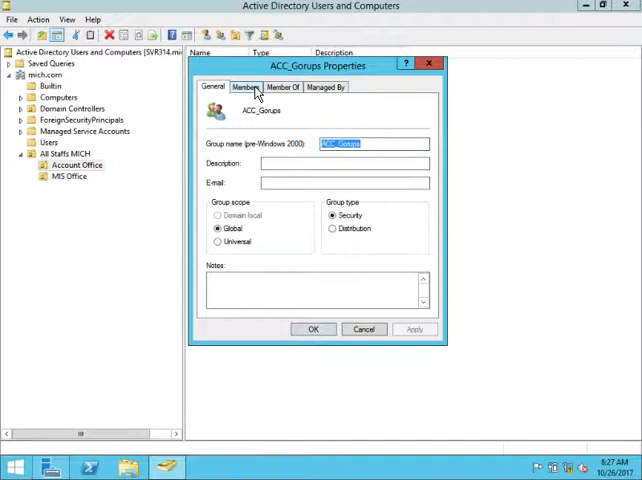 Active Directory Users and Computers
File Action View Help
Active Directory Users and Computers [SVR314.mi
Name Type Description
Saved Queries
mich.com
Builtin
Computers
Domain Controllers
ForeignSecurityPrincipals
Managed Service Accounts
Users
All Staffs MICH
Account Office
MIS Office
ACC_Gorups Properties
?
General Members Member Of Managed By
ACC_Gorups
Group name (pre-Windows 2000): ACC_Gorups
Description:
E-mail:
Group scope
Domain local
Global
Universal
Group type
Security
Distribution
Notes:
OK Cancel Apply
8:27 AM
10/26/2017